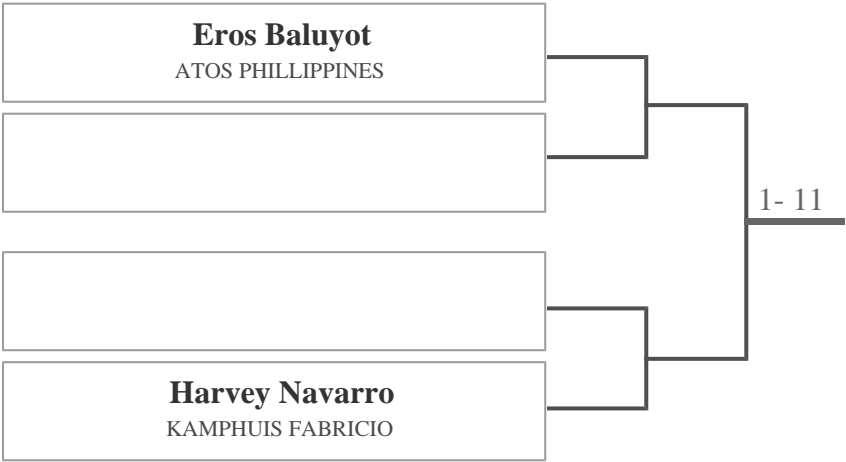 Eros Baluyot
ATOS PHILLIPPINES
1- 11
Harvey Navarro
KAMPHUIS FABRICIO